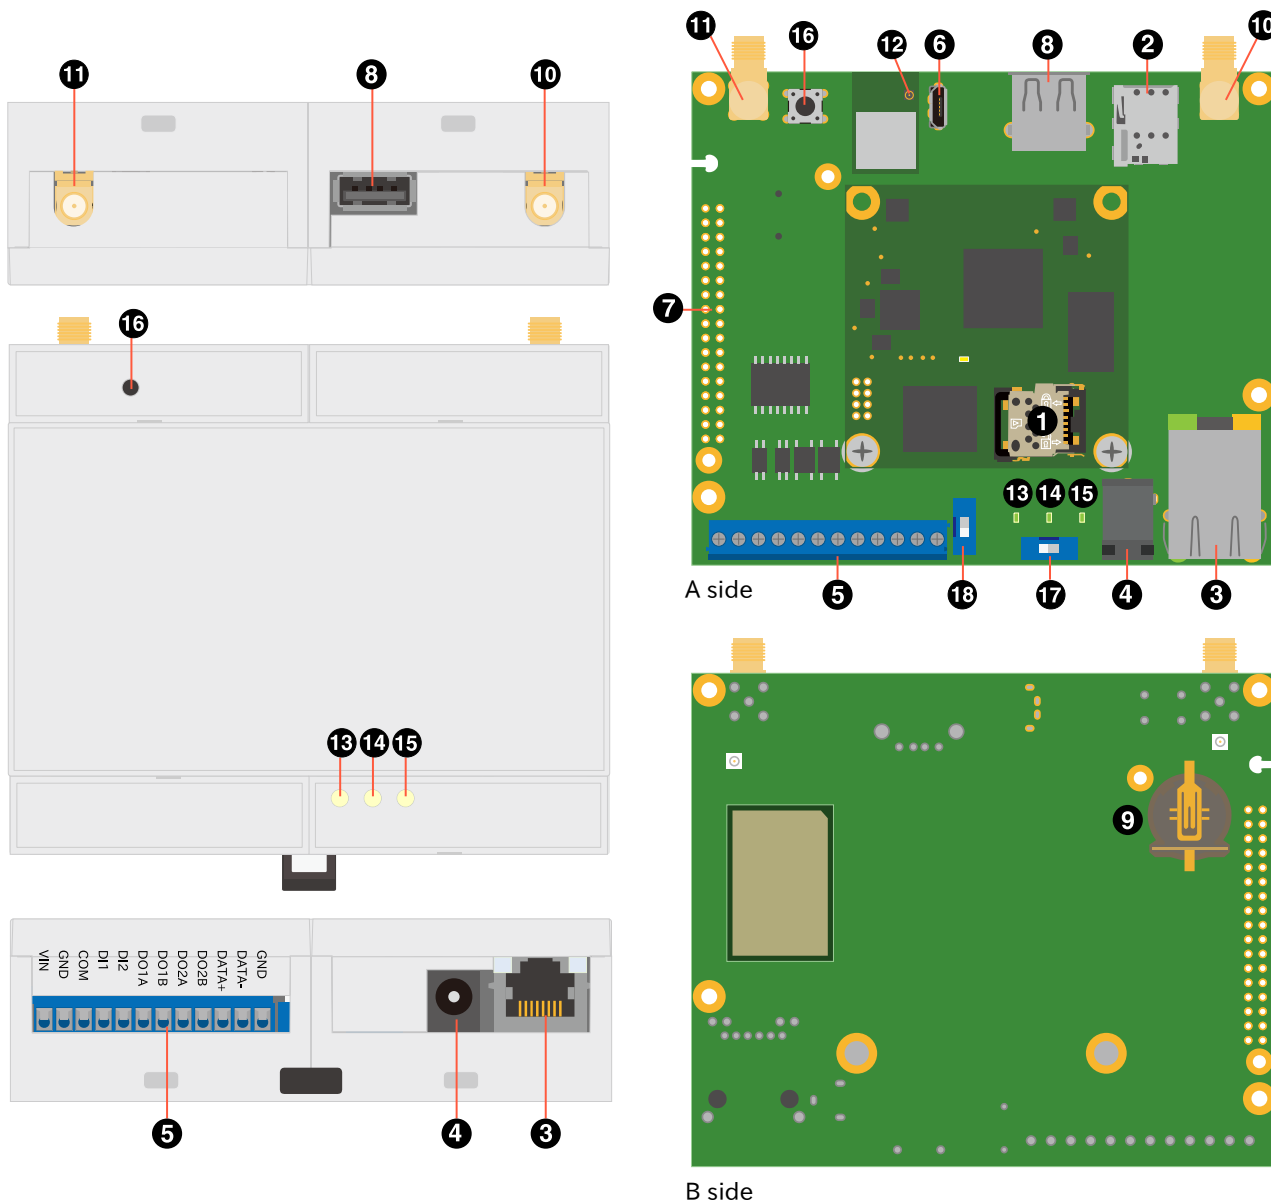 11 8 10
16
13 14 15
VIN GND COM DI1 DI2 DO1A DO1B DO2A DO2B DATA+ DATA- GND
5 4 3
11 16 12 6 8 2 10
7
1
13 14 15
5 18 17 4 3
A side
9
B side